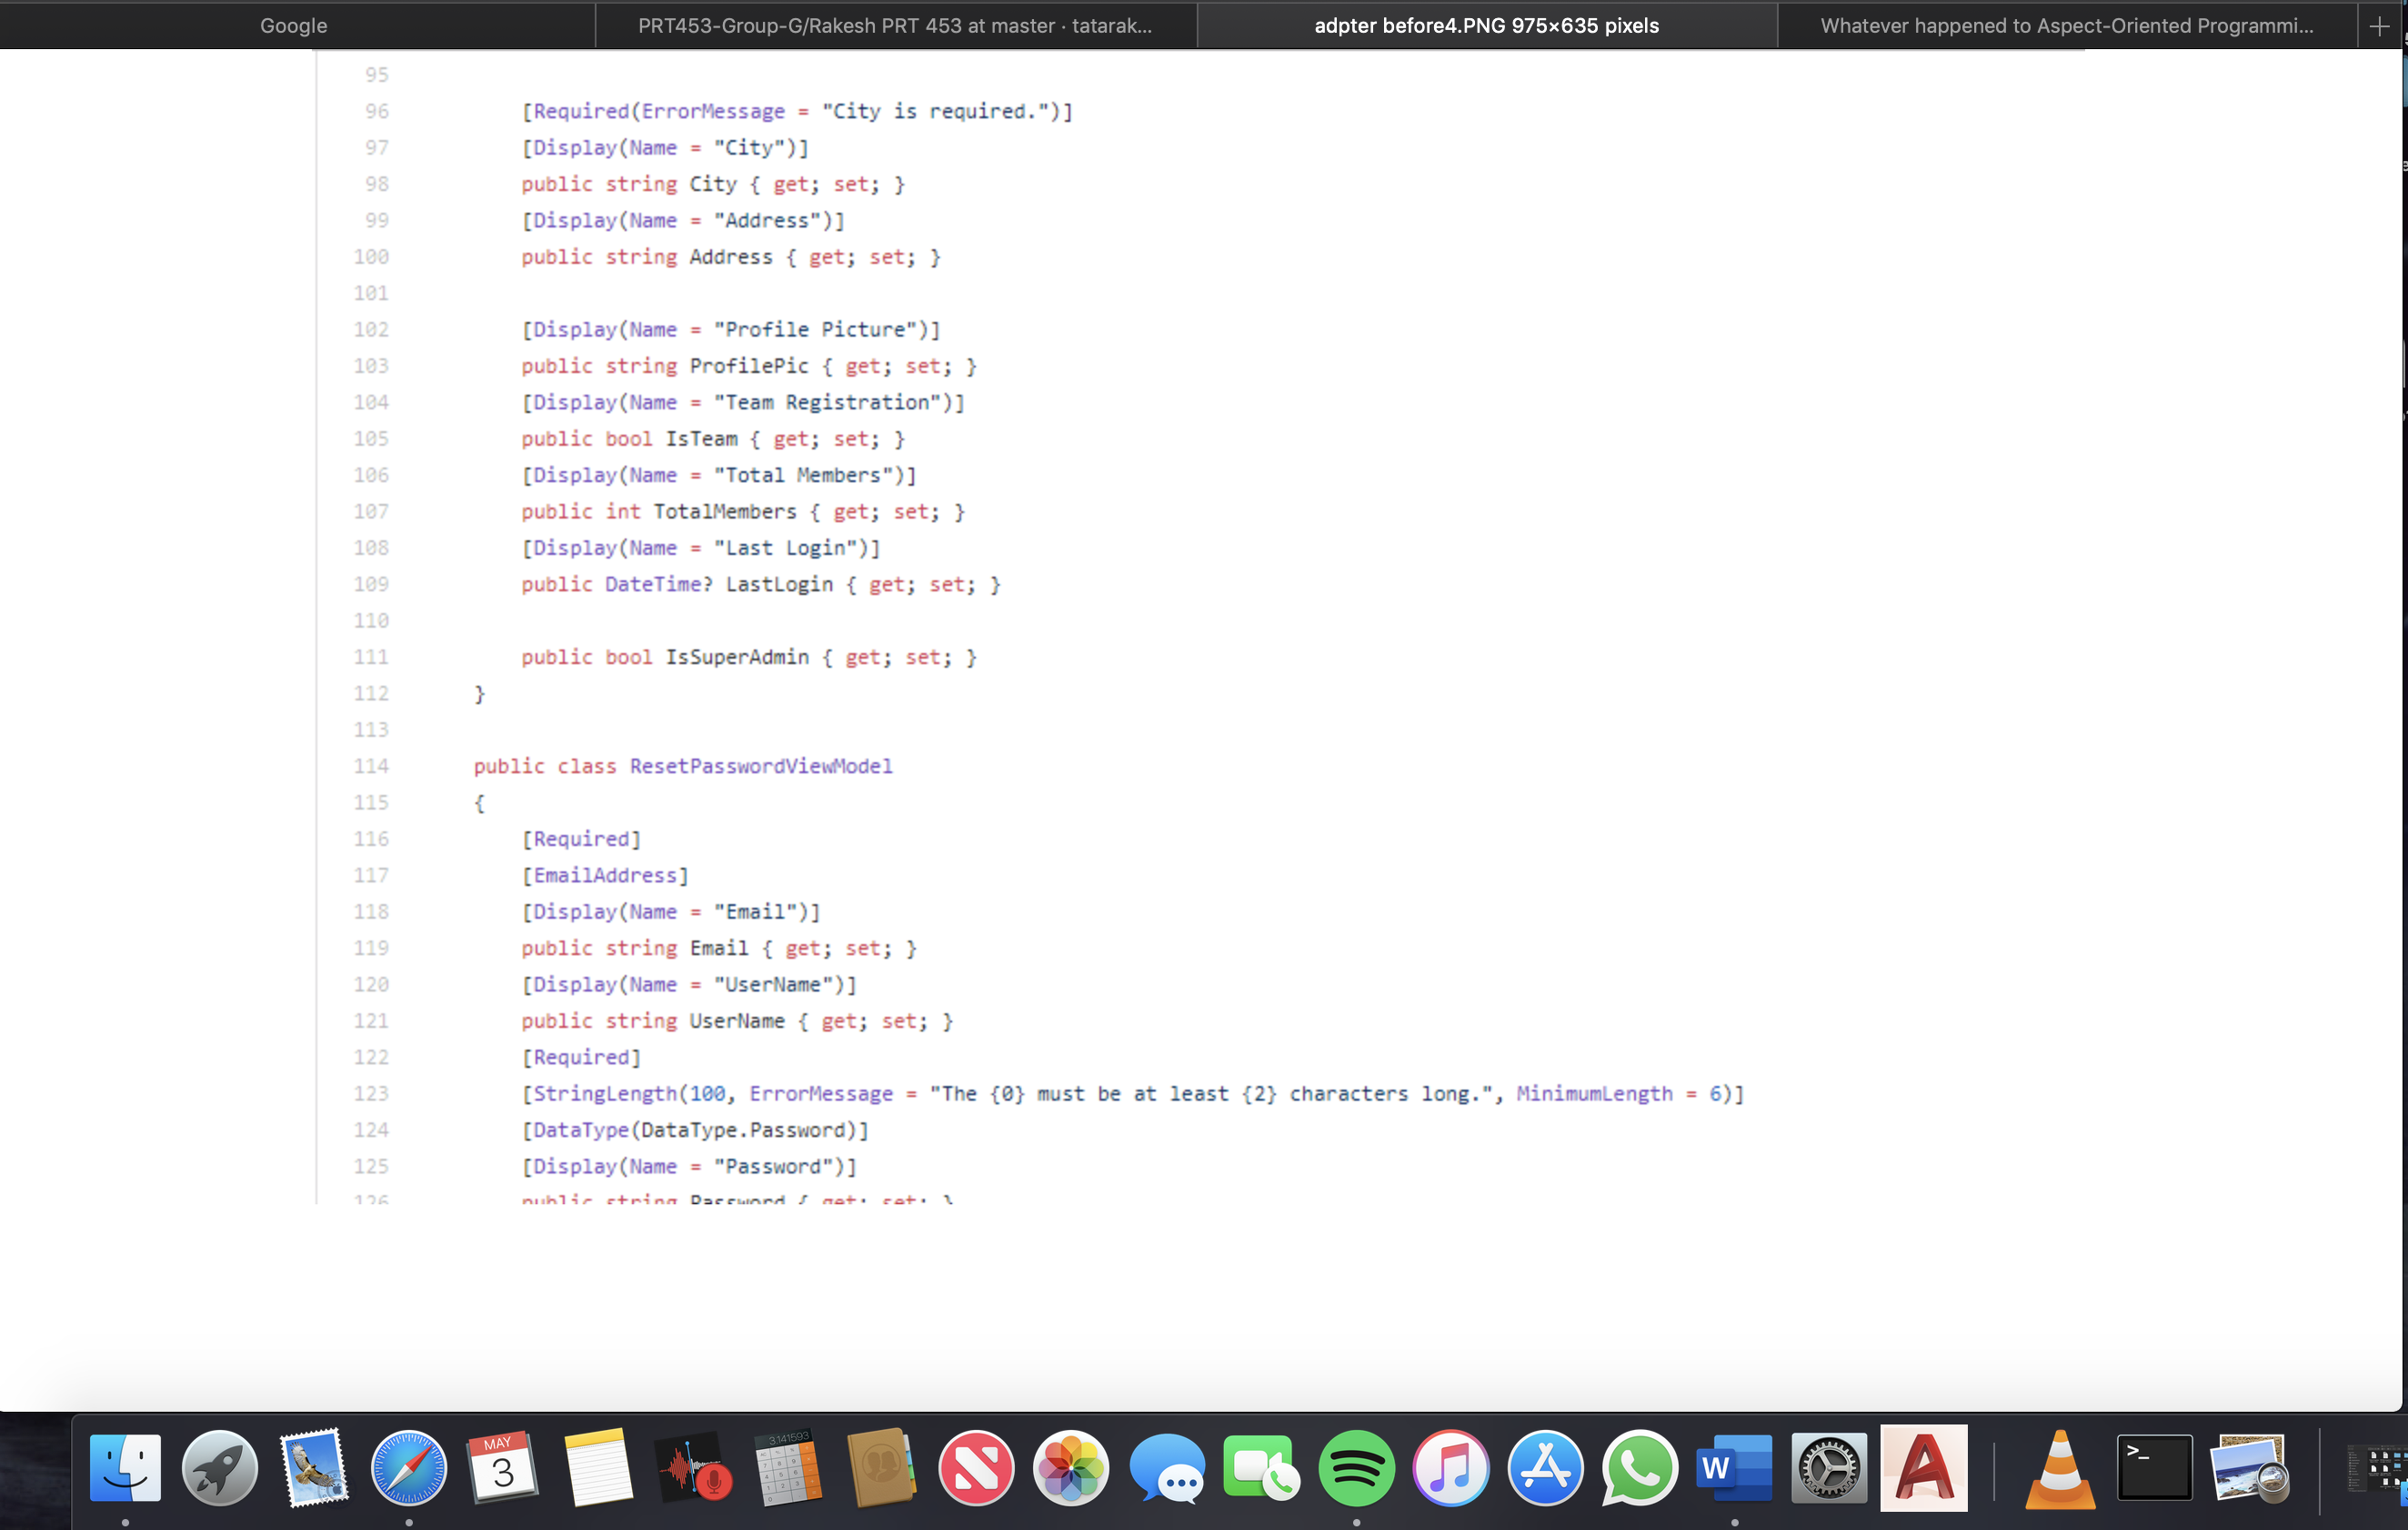 Google
PRT453-Group-G/Rakesh PRT 453 at master · tatarak...
adpter before4.PNG 975×635 pixels
Whatever happened to Aspect-Oriented Programmi...
95
96 [Required(ErrorMessage = "City is required.")]
97 [Display(Name = "City")]
98 public string City { get; set; }
99 [Display(Name = "Address")]
100 public string Address { get; set; }
101
102 [Display(Name = "Profile Picture")]
103 public string ProfilePic { get; set; }
104 [Display(Name = "Team Registration")]
105 public bool IsTeam { get; set; }
106 [Display(Name = "Total Members")]
107 public int TotalMembers { get; set; }
108 [Display(Name = "Last Login")]
109 public DateTime? LastLogin { get; set; }
110
111 public bool IsSuperAdmin { get; set; }
112 }
113
114 public class ResetPasswordViewModel
115 {
116 [Required]
117 [EmailAddress]
118 [Display(Name = "Email")]
119 public string Email { get; set; }
120 [Display(Name = "UserName")]
121 public string UserName { get; set; }
122 [Required]
123 [StringLength(100, ErrorMessage = "The {0} must be at least {2} characters long.", MinimumLength = 6)]
124 [DataType(DataType.Password)]
125 [Display(Name = "Password")]
126 public string Password { get; set; }
MAY
3
3.141593
W
>_